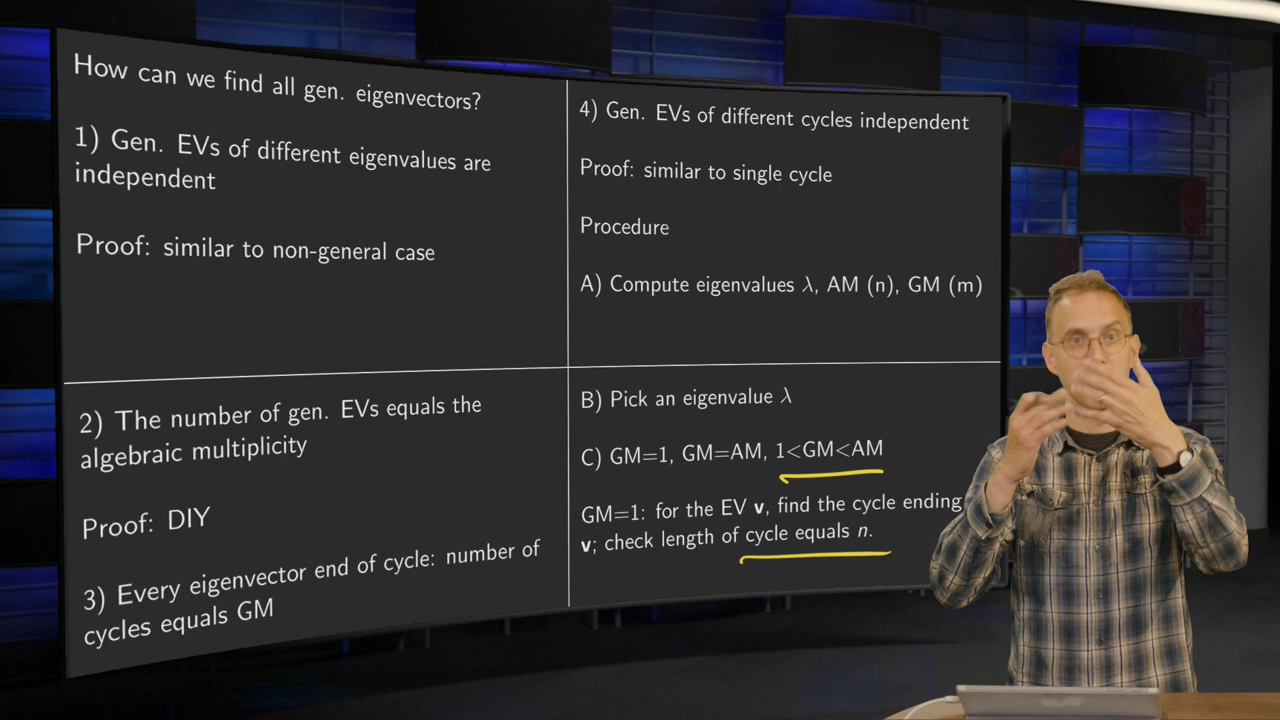 How can we find all gen. eigenvectors?
1) Gen. EVs of different eigenvalues are
independent
Proof: similar to non-general case
2) The number of gen. EVs equals the
algebraic multiplicity
Proof: DIY
3) Every eigenvector end of cycle: number of
cycles equals GM
4) Gen. EVs of different cycles independent
Proof: similar to single cycle
Procedure
A) Compute eigenvalues λ, AM (n), GM (m)
B) Pick an eigenvalue λ
C) GM=1, GM=AM, 1<GM<AM
GM=1: for the EV v, find the cycle ending
v; check length of cycle equals n.